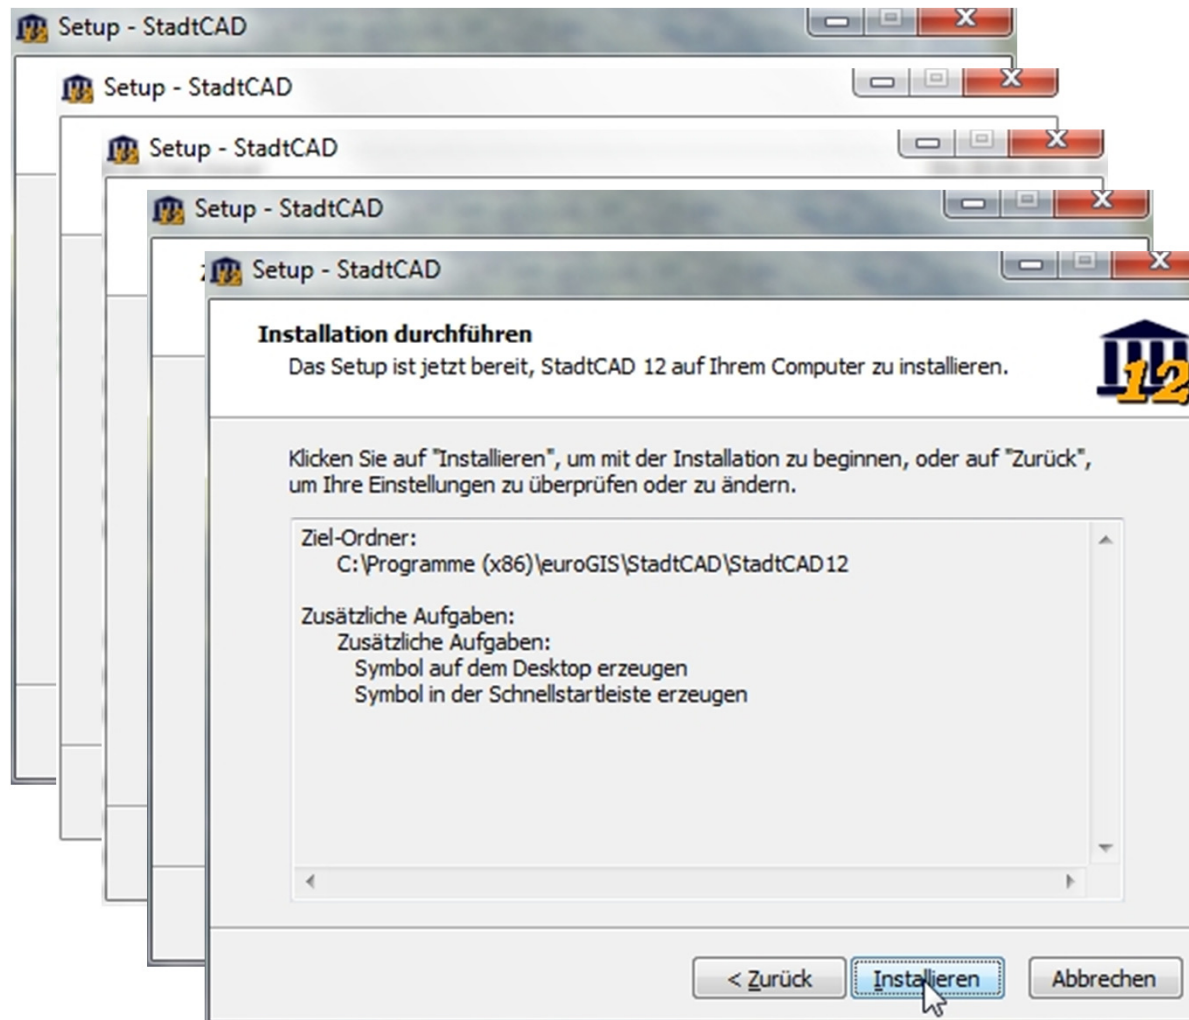 Setup - StadtCAD
Setup - StadtCAD
Setup - StadtCAD
Setup - StadtCAD
Setup - StadtCAD
Installation durchführen
Das Setup ist jetzt bereit, StadtCAD 12 auf Ihrem Computer zu installieren.
12
Klicken Sie auf "Installieren", um mit der Installation zu beginnen, oder auf "Zurück",
um Ihre Einstellungen zu überprüfen oder zu ändern.
Ziel-Ordner:
C:\Programme (x86)\euroGIS\StadtCAD\StadtCAD12
Zusätzliche Aufgaben:
Zusätzliche Aufgaben:
Symbol auf dem Desktop erzeugen
Symbol in der Schnellstartleiste erzeugen
< Zurück Installieren Abbrechen